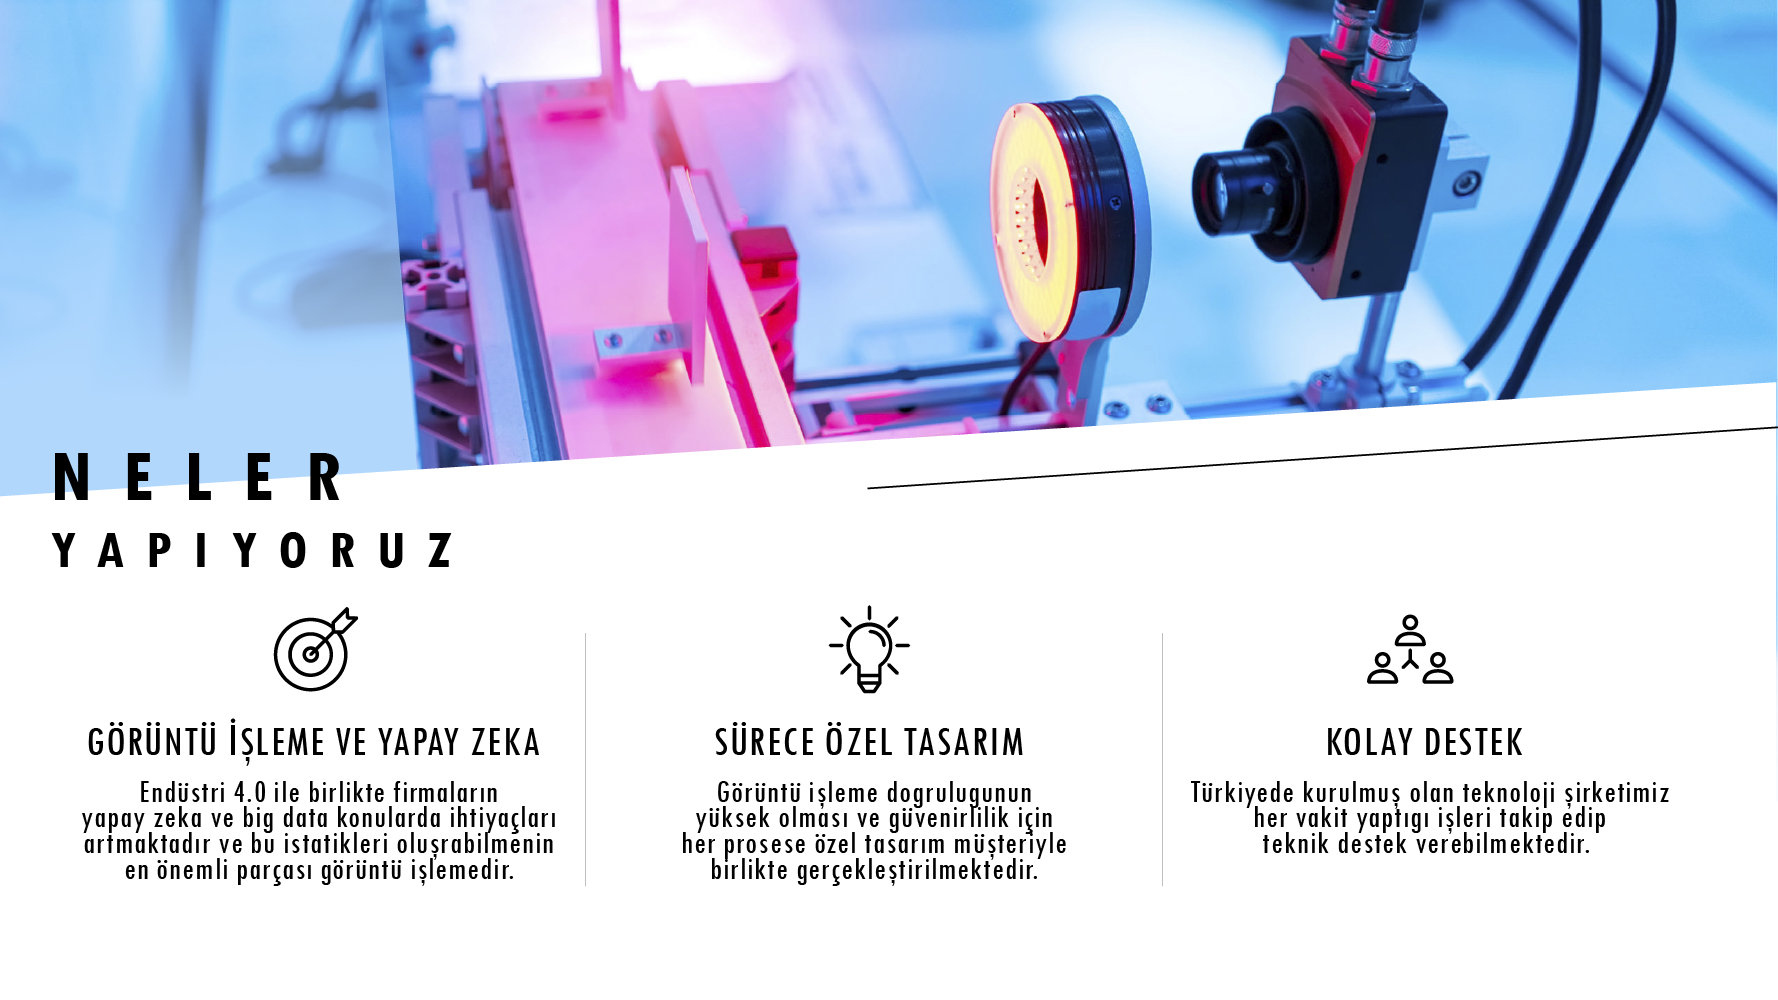 NELER
YAPIYORUZ
GÖRÜNTÜ İŞLEME VE YAPAY ZEKA
Endüstri 4.0 ile birlikte firmaların
yapay zeka ve big data konularda ihtiyaçları
artmaktadır ve bu istatikleri oluşrabilmenin
en önemli parçası görüntü işlemedir.
SÜRECE ÖZEL TASARIM
Görüntü işleme dogrulugunun
yüksek olması ve güvenirlilik için
her prosese özel tasarım müşteriyle
birlikte gerçekleştirilmektedir.
KOLAY DESTEK
Türkiyede kurulmuş olan teknoloji şirketimiz
her vakit yaptıgı işleri takip edip
teknik destek verebilmektedir.